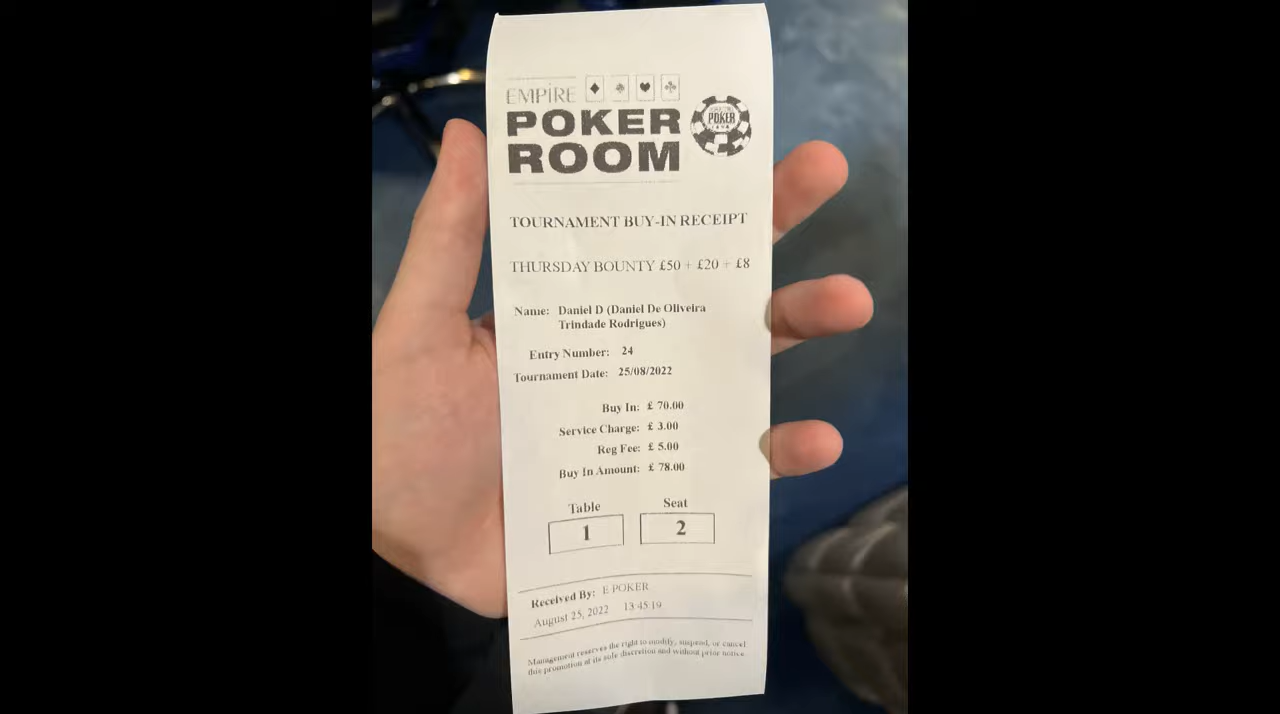 EMPIRE
POKER
ROOM
POKER
TOURNAMENT BUY-IN RECEIPT
THURSDAY BOUNTY £50 + £20 + £8
Name: Daniel D (Daniel De Oliveira
Trindade Rodrigues)
Entry Number: 24
Tournament Date: 25/08/2022
Buy In: £ 70.00
Service Charge: £ 3.00
Reg Fee: £ 5.00
Buy In Amount: £ 78.00
Table Seat
1 2
Received By: E POKER
August 25, 2022 13:45:19
Management reserves the right to modify, suspend, or cancel
this promotion at its sole discretion and without prior notice.